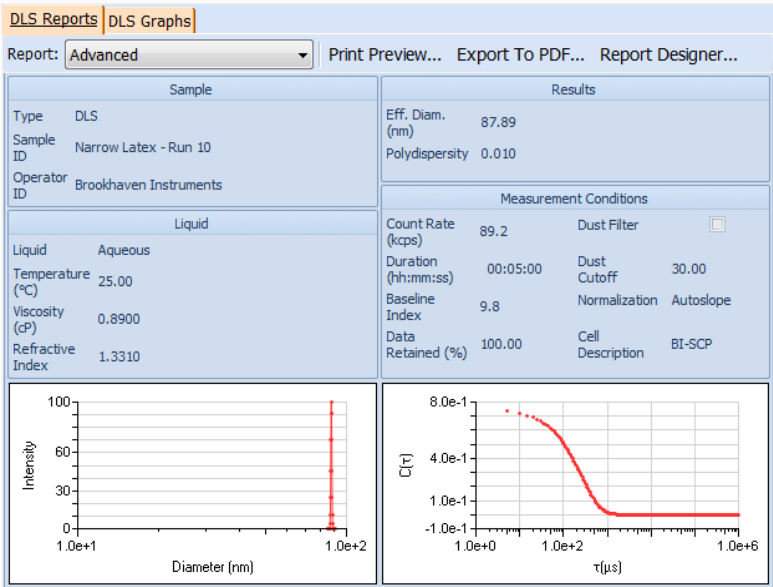 DLS Reports DLS Graphs
Report: Advanced Print Preview... Export To PDF... Report Designer...
Sample
Type DLS
Sample ID Narrow Latex - Run 10
Operator ID Brookhaven Instruments
Liquid
Liquid Aqueous
Temperature (°C) 25.00
Viscosity (cP) 0.8900
Refractive Index 1.3310
Results
Eff. Diam. (nm) 87.89
Polydispersity 0.010
Measurement Conditions
Count Rate (kcps) 89.2 Dust Filter
Duration (hh:mm:ss) 00:05:00 Dust Cutoff 30.00
Baseline Index 9.8 Normalization Autoslope
Data Retained (%) 100.00 Cell Description BI-SCP
100
60
30
0
Intensity
1.0e+1 1.0e+2
Diameter (nm)
8.0e-1
4.0e-1
1.0e-1
-1.0e-1
C(τ)
1.0e+0 1.0e+2 1.0e+6
τ(µs)